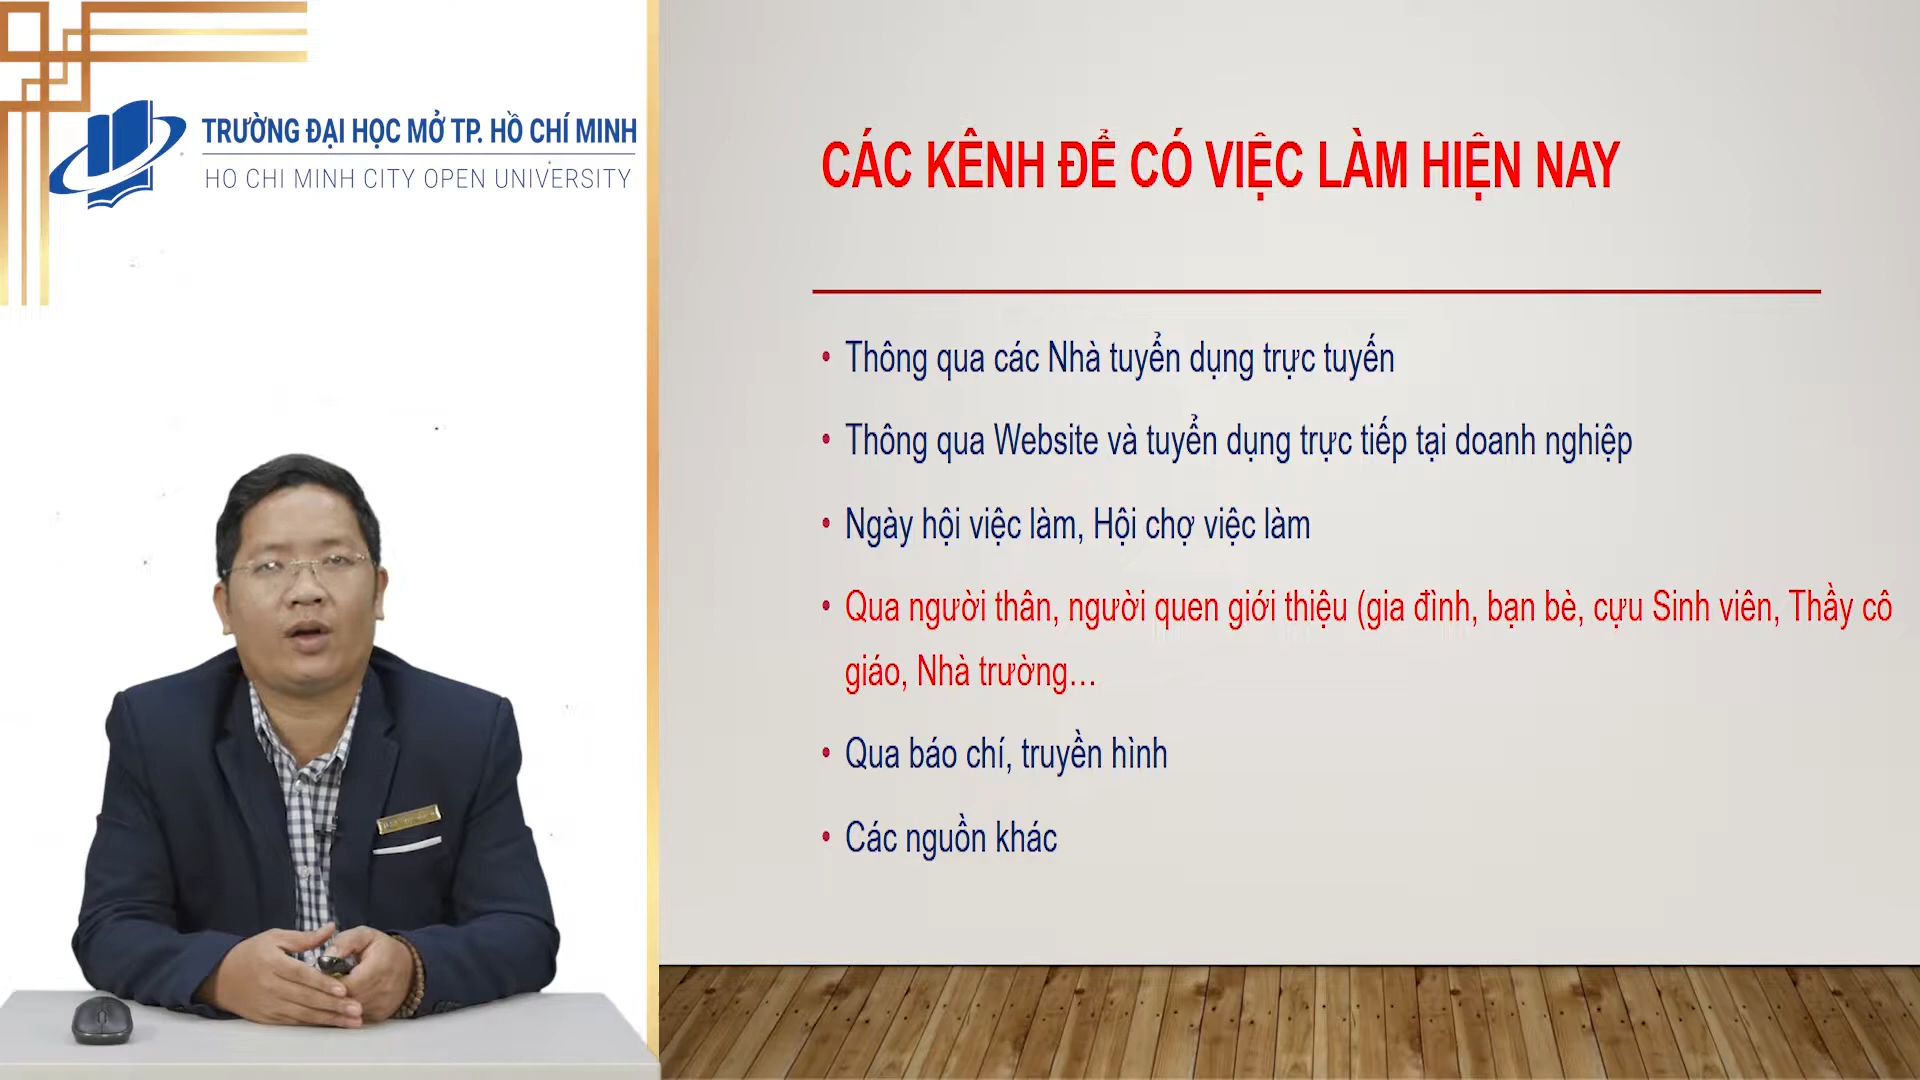 TRƯỜNG ĐẠI HỌC MỞ TP. HỒ CHÍ MINH
HO CHI MINH CITY OPEN UNIVERSITY
CÁC KÊNH ĐỂ CÓ VIỆC LÀM HIỆN NAY
• Thông qua các Nhà tuyển dụng trực tuyến
• Thông qua Website và tuyển dụng trực tiếp tại doanh nghiệp
• Ngày hội việc làm, Hội chợ việc làm
• Qua người thân, người quen giới thiệu (gia đình, bạn bè, cựu Sinh viên, Thầy cô
giáo, Nhà trường...
• Qua báo chí, truyền hình
• Các nguồn khác